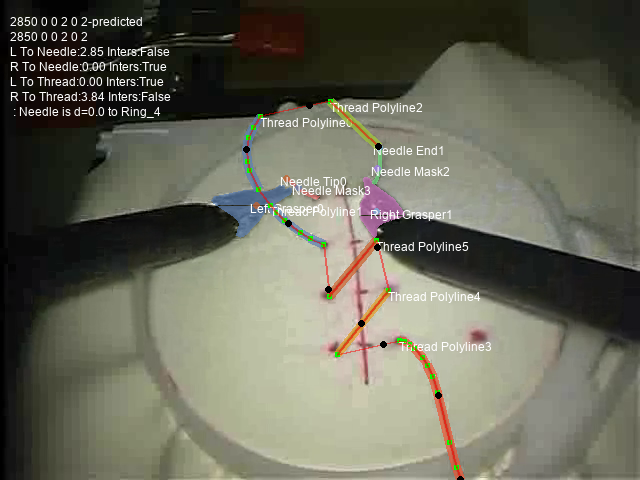 2850 0 0 2 0 2-predicted
2850 0 0 2 0 2
L To Needle:2.85 Inters:False
R To Needle:0.00 Inters:True
L To Thread:0.00 Inters:True
R To Thread:3.84 Inters:False
: Needle is d=0.0 to Ring_4
Thread Polyline2
Thread Polyline0
Needle End1
Needle Mask2
Needle Tip0
Needle Mask3
Left Grasper0
Thread Polyline1
Right Grasper1
Thread Polyline5
Thread Polyline4
Thread Polyline3